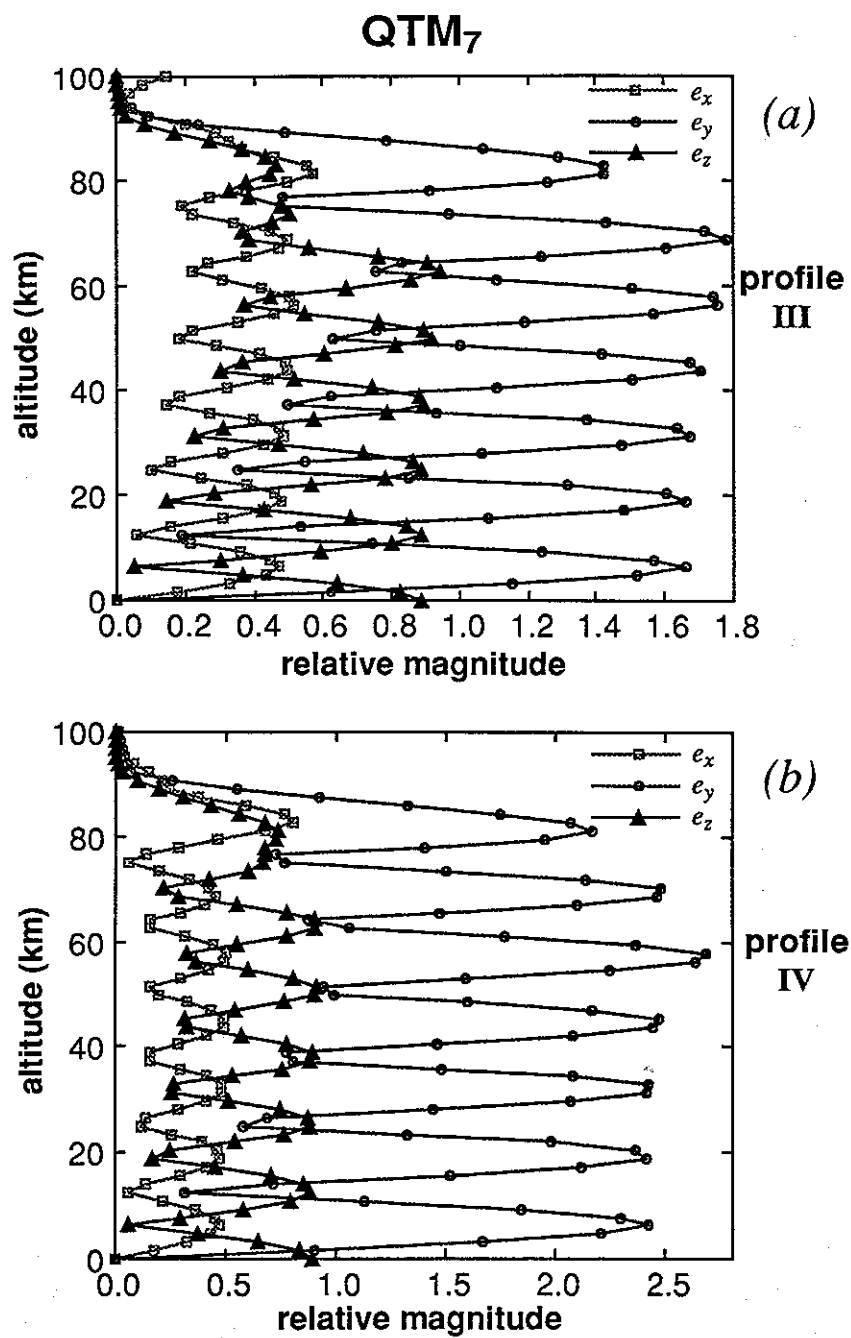 QTM₇
100
80
60
40
20
0
altitude (km)
0.0 0.2 0.4 0.6 0.8 1.0 1.2 1.4 1.6 1.8
relative magnitude
eₓ
e_y
e_z
(a)
profile
III
100
80
60
40
20
0
altitude (km)
0.0 0.5 1.0 1.5 2.0 2.5
relative magnitude
eₓ
e_y
e_z
(b)
profile
IV